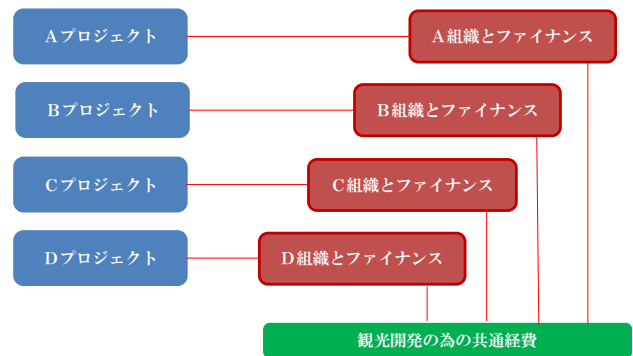 Aプロジェクト
A組織とファイナンス
Bプロジェクト
B組織とファイナンス
Cプロジェクト
C組織とファイナンス
Dプロジェクト
D組織とファイナンス
観光開発の為の共通経費